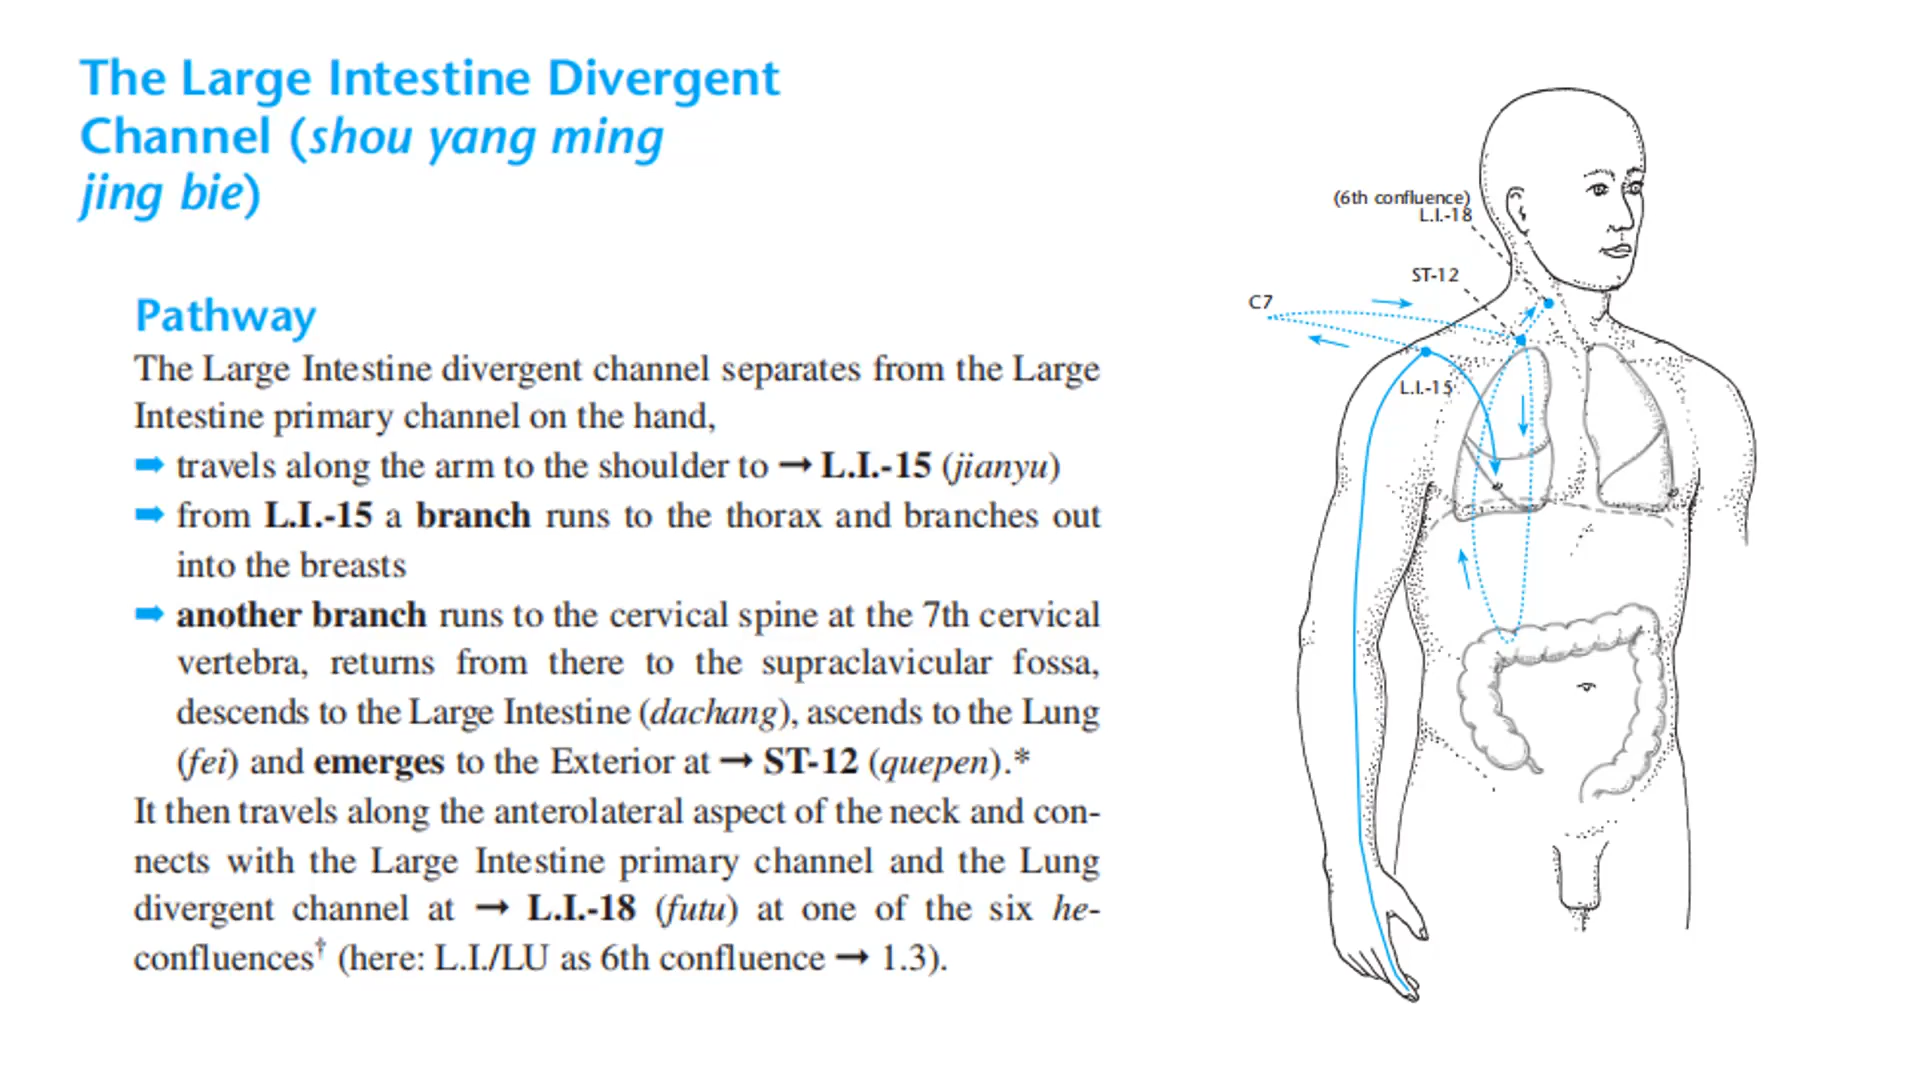 The Large Intestine Divergent
Channel (shou yang ming
jing bie)
Pathway
The Large Intestine divergent channel separates from the Large
Intestine primary channel on the hand,
➡ travels along the arm to the shoulder to → L.I.-15 (jianyu)
➡ from L.I.-15 a branch runs to the thorax and branches out
into the breasts
➡ another branch runs to the cervical spine at the 7th cervical
vertebra, returns from there to the supraclavicular fossa,
descends to the Large Intestine (dachang), ascends to the Lung
(fei) and emerges to the Exterior at → ST-12 (quepen).*
It then travels along the anterolateral aspect of the neck and con-
nects with the Large Intestine primary channel and the Lung
divergent channel at → L.I.-18 (futu) at one of the six he-
confluences† (here: L.I./LU as 6th confluence → 1.3).
(6th confluence)
L.I.-18
ST-12
C7
L.I.-15